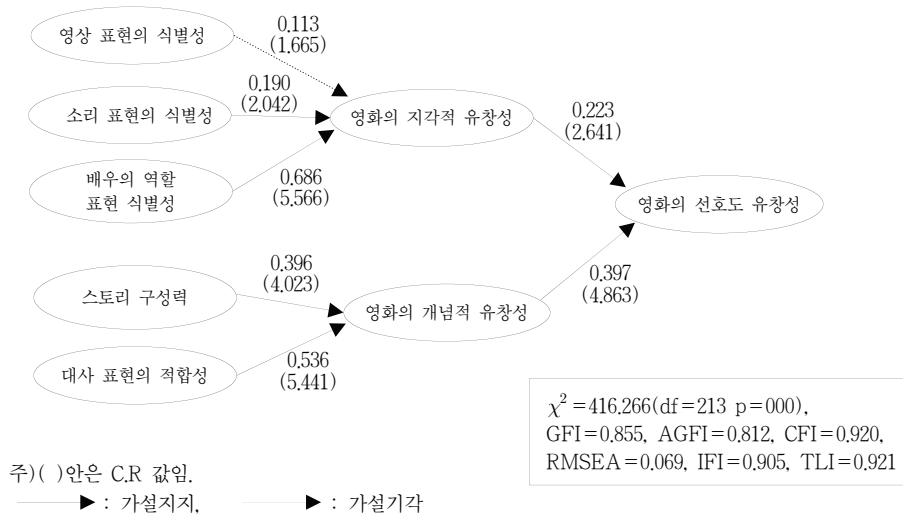 영상 표현의 식별성
0.113
(1.665)
소리 표현의 식별성
0.190
(2.042)
배우의 역할
표현 식별성
0.686
(5.566)
영화의 지각적 유창성
0.223
(2.641)
영화의 선호도 유창성
스토리 구성력
0.396
(4.023)
대사 표현의 적합성
0.536
(5.441)
영화의 개념적 유창성
0.397
(4.863)
χ²=416.266(df=213 p=000),
GFI=0.855, AGFI=0.812, CFI=0.920,
RMSEA=0.069, IFI=0.905, TLI=0.921
주)( )안은 C.R 값임.
: 가설지지, : 가설기각